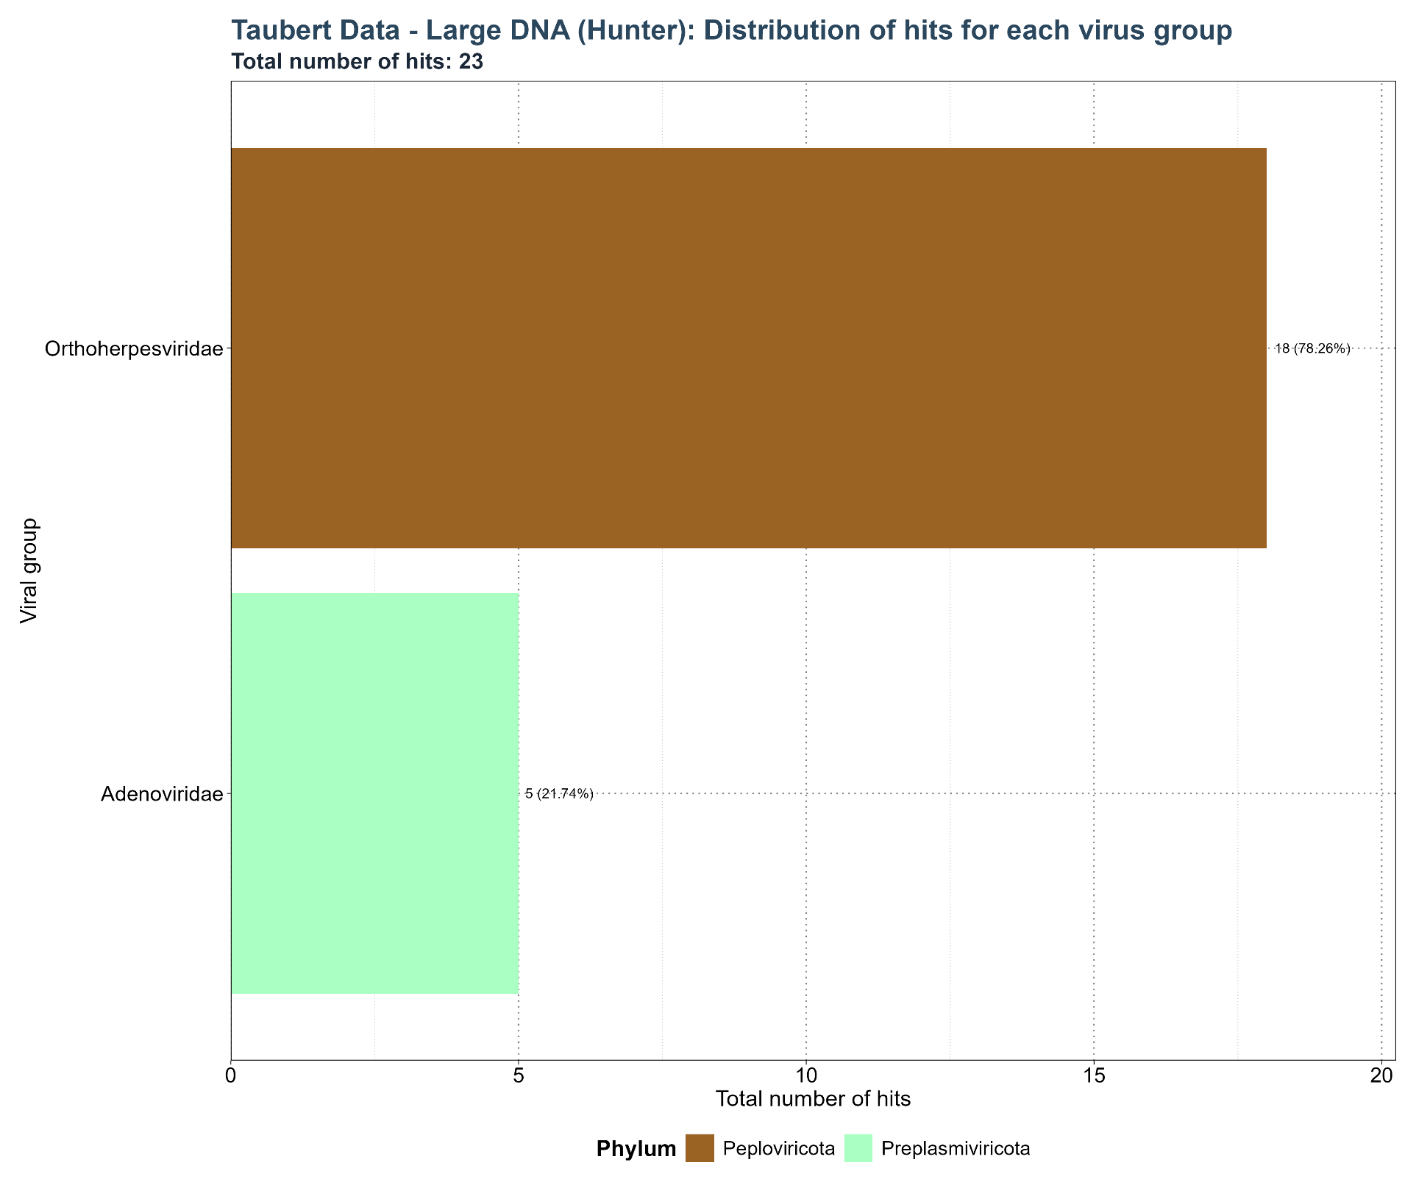 Taubert Data - Large DNA (Hunter): Distribution of hits for each virus group
Total number of hits: 23
Viral group
Orthoherpesviridae
18 (78.26%)
Adenoviridae
5 (21.74%)
0 5 10 15 20
Total number of hits
Phylum Peploviricota Preplasmiviricota